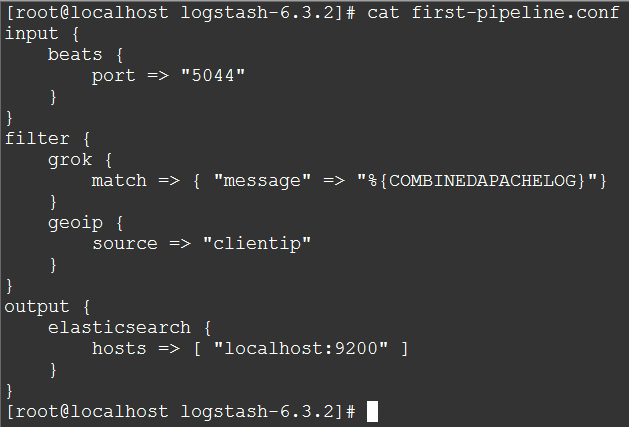 [root@localhost logstash-6.3.2]# cat first-pipeline.conf
input {
    beats {
        port => "5044"
    }
}
filter {
    grok {
        match => { "message" => "%{COMBINEDAPACHELOG}"}
    }
    geoip {
        source => "clientip"
    }
}
output {
    elasticsearch {
        hosts => [ "localhost:9200" ]
    }
}
[root@localhost logstash-6.3.2]#